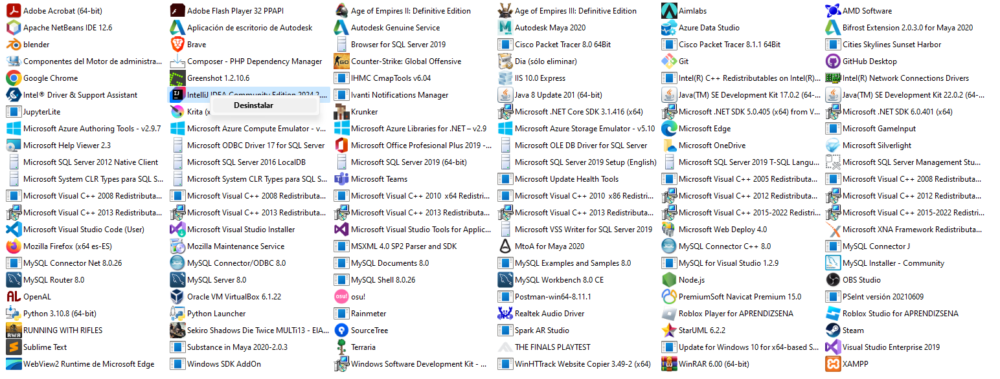 Adobe Acrobat (64-bit)
Adobe Flash Player 32 PPAPI
Age of Empires II: Definitive Edition
Age of Empires III: Definitive Edition
Aimlabs
AMD Software
Apache NetBeans IDE 12.6
Aplicación de escritorio de Autodesk
Autodesk Genuine Service
Autodesk Maya 2020
Azure Data Studio
Bifrost Extension 2.0.3.0 for Maya 2020
blender
Brave
Browser for SQL Server 2019
Cisco Packet Tracer 8.0 64Bit
Cisco Packet Tracer 8.1.1 64Bit
Cities Skylines Sunset Harbor
Componentes del Motor de administra...
Composer - PHP Dependency Manager
Counter-Strike: Global Offensive
Dia (sólo eliminar)
Git
GitHub Desktop
Google Chrome
Greenshot 1.2.10.6
IHMC CmapTools v6.04
IIS 10.0 Express
Intel(R) C++ Redistributables on Intel(R)...
Intel(R) Network Connections Drivers
Intel® Driver & Support Assistant
IntelliJ IDEA Community Edition 2024.2....
Ivanti Notifications Manager
Java 8 Update 201 (64-bit)
Java(TM) SE Development Kit 17.0.2 (64-...
Java(TM) SE Development Kit 22.0.2 (64-...
Desinstalar
JupyterLite
Krita (x
Krunker
Microsoft .NET Core SDK 3.1.416 (x64)
Microsoft .NET SDK 5.0.405 (x64) from V...
Microsoft .NET SDK 6.0.401 (x64)
Microsoft Azure Authoring Tools - v2.9.7
Microsoft Azure Compute Emulator - v...
Microsoft Azure Libraries for .NET – v2.9
Microsoft Azure Storage Emulator - v5.10
Microsoft Edge
Microsoft GameInput
Microsoft Help Viewer 2.3
Microsoft ODBC Driver 17 for SQL Server
Microsoft Office Profesional Plus 2019 -...
Microsoft OLE DB Driver for SQL Server
Microsoft OneDrive
Microsoft Silverlight
Microsoft SQL Server 2012 Native Client
Microsoft SQL Server 2016 LocalDB
Microsoft SQL Server 2019 (64-bit)
Microsoft SQL Server 2019 Setup (English)
Microsoft SQL Server 2019 T-SQL Langu...
Microsoft SQL Server Management Stu...
Microsoft System CLR Types para SQL S...
Microsoft System CLR Types para SQL S...
Microsoft Teams
Microsoft Update Health Tools
Microsoft Visual C++ 2005 Redistributa...
Microsoft Visual C++ 2008 Redistributa...
Microsoft Visual C++ 2008 Redistributa...
Microsoft Visual C++ 2008 Redistributa...
Microsoft Visual C++ 2010 x64 Redistri...
Microsoft Visual C++ 2010 x86 Redistri...
Microsoft Visual C++ 2012 Redistributa...
Microsoft Visual C++ 2012 Redistributa...
Microsoft Visual C++ 2013 Redistributa...
Microsoft Visual C++ 2013 Redistributa...
Microsoft Visual C++ 2013 Redistributa...
Microsoft Visual C++ 2013 Redistributa...
Microsoft Visual C++ 2015-2022 Redistri...
Microsoft Visual C++ 2015-2022 Redistri...
Microsoft Visual Studio Code (User)
Microsoft Visual Studio Installer
Microsoft Visual Studio Tools for Applic...
Microsoft VSS Writer for SQL Server 2019
Microsoft Web Deploy 4.0
Microsoft XNA Framework Redistributa...
Mozilla Firefox (x64 es-ES)
Mozilla Maintenance Service
MSXML 4.0 SP2 Parser and SDK
MtoA for Maya 2020
MySQL Connector C++ 8.0
MySQL Connector J
MySQL Connector Net 8.0.26
MySQL Connector/ODBC 8.0
MySQL Documents 8.0
MySQL Examples and Samples 8.0
MySQL for Visual Studio 1.2.9
MySQL Installer - Community
MySQL Router 8.0
MySQL Server 8.0
MySQL Shell 8.0.26
MySQL Workbench 8.0 CE
Node.js
OBS Studio
OpenAL
Oracle VM VirtualBox 6.1.22
osu!
Postman-win64-8.11.1
PremiumSoft Navicat Premium 15.0
PSeInt versión 20210609
Python 3.10.8 (64-bit)
Python Launcher
Rainmeter
Realtek Audio Driver
Roblox Player for APRENDIZSENA
Roblox Studio for APRENDIZSENA
RUNNING WITH RIFLES
Sekiro Shadows Die Twice MULTi13 - ElA...
SourceTree
Spark AR Studio
StarUML 6.2.2
Steam
Sublime Text
Substance in Maya 2020-2.0.3
Terraria
THE FINALS PLAYTEST
Update for Windows 10 for x64-based S...
Visual Studio Enterprise 2019
WebView2 Runtime de Microsoft Edge
Windows SDK AddOn
Windows Software Development Kit - ...
WinHTTrack Website Copier 3.49-2 (x64)
WinRAR 6.00 (64-bit)
XAMPP